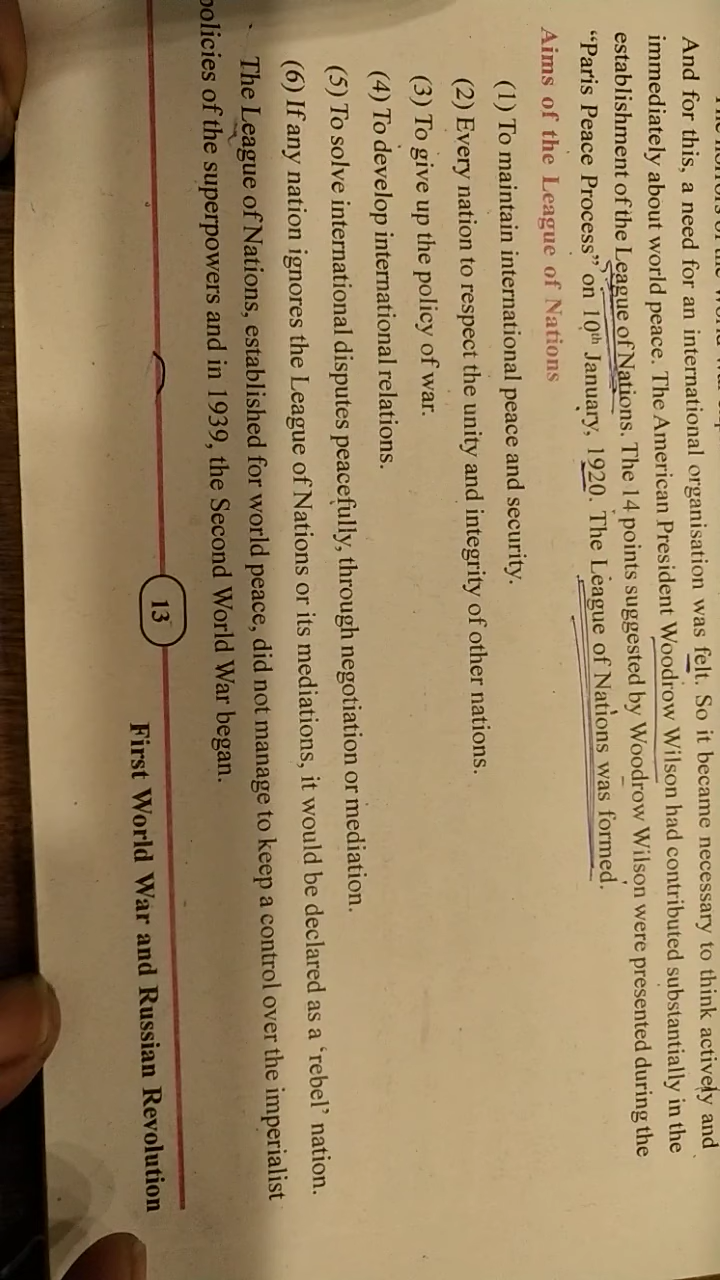 And for this, a need for an international organisation was felt. So it became necessary to think actively and
immediately about world peace. The American President Woodrow Wilson had contributed substantially in the
establishment of the League of Nations. The 14 points suggested by Woodrow Wilson were presented during the
“Paris Peace Process” on 10th January, 1920. The League of Nations was formed.
Aims of the League of Nations
(1) To maintain international peace and security.
(2) Every nation to respect the unity and integrity of other nations.
(3) To give up the policy of war.
(4) To develop international relations.
(5) To solve international disputes peacefully, through negotiation or mediation.
(6) If any nation ignores the League of Nations or its mediations, it would be declared as a ‘rebel’ nation.
The League of Nations, established for world peace, did not manage to keep a control over the imperialist
policies of the superpowers and in 1939, the Second World War began.
13
First World War and Russian Revolution